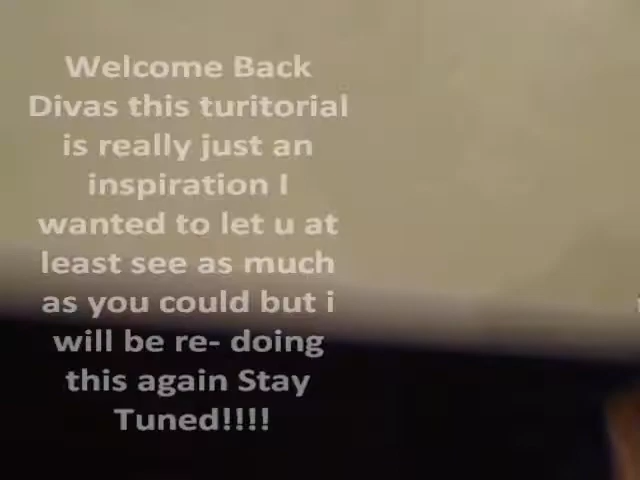 Welcome Back
Divas this turitorial
is really just an
inspiration I
wanted to let u at
least see as much
as you could but i
will be re- doing
this again Stay
Tuned!!!!